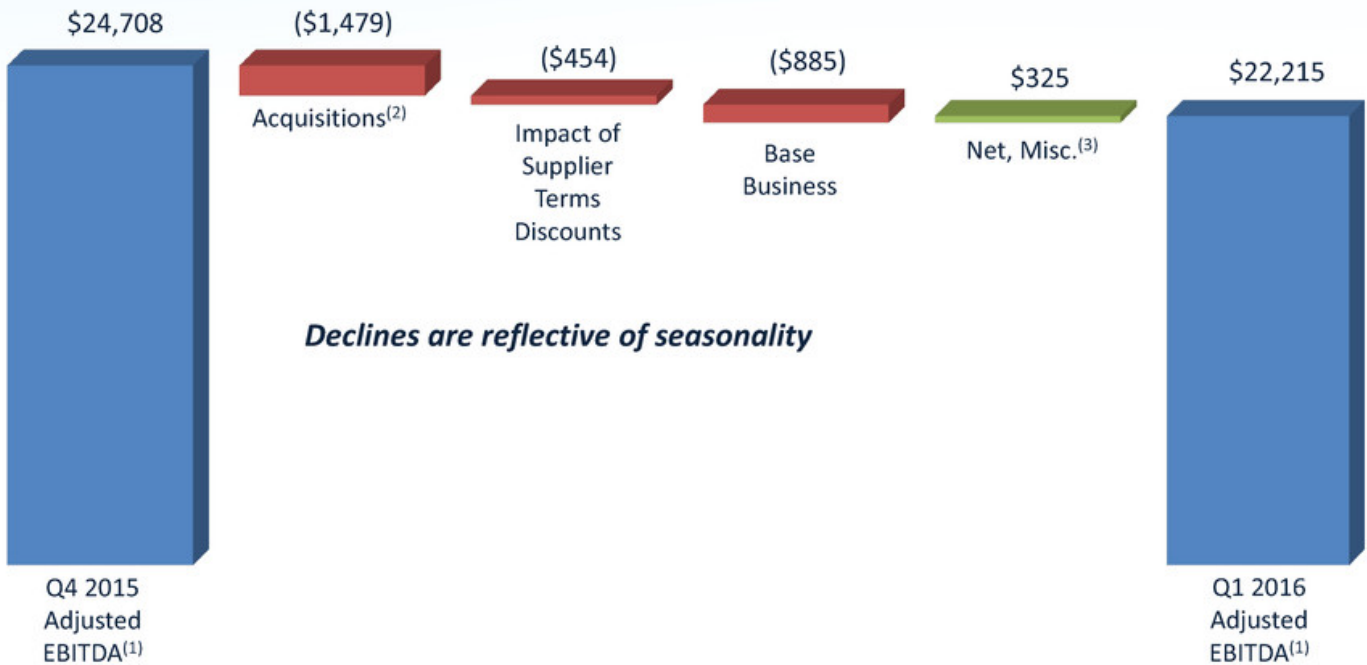 $24,708
($1,479)
($454)
($885)
$325
$22,215
Acquisitions(2)
Impact of
Supplier
Terms
Discounts
Base
Business
Net, Misc.(3)
Declines are reflective of seasonality
Q4 2015
Adjusted
EBITDA(1)
Q1 2016
Adjusted
EBITDA(1)